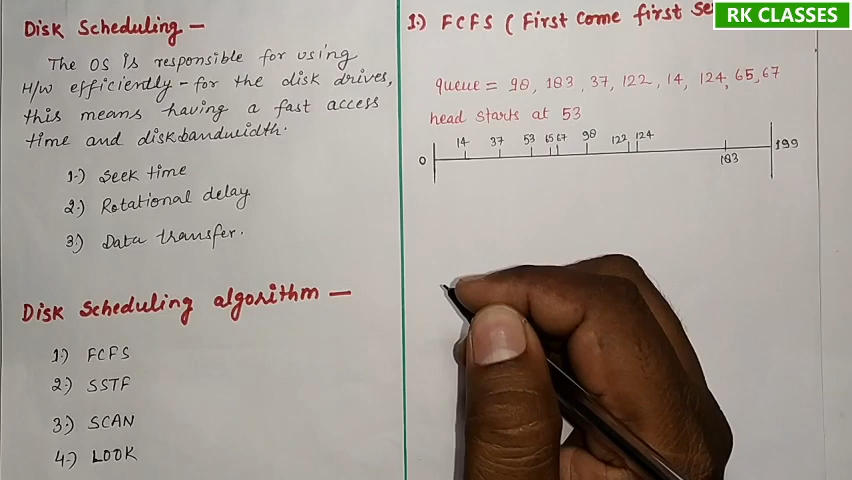 Disk Scheduling -
The OS is responsible for using
H/W efficiently - for the disk drives,
this means having a fast access
time and disk bandwidth.
1.) Seek time
2.) Rotational delay
3.) Data transfer.
Disk Scheduling algorithm -
1.) FCFS
2.) SSTF
3.) SCAN
4.) LOOK
RK CLASSES
1.) FCFS ( First come first
queue = 98, 183, 37, 122, 14, 124, 65, 67
head starts at 53
0 14 37 53 65 67 98 122 124 183 199